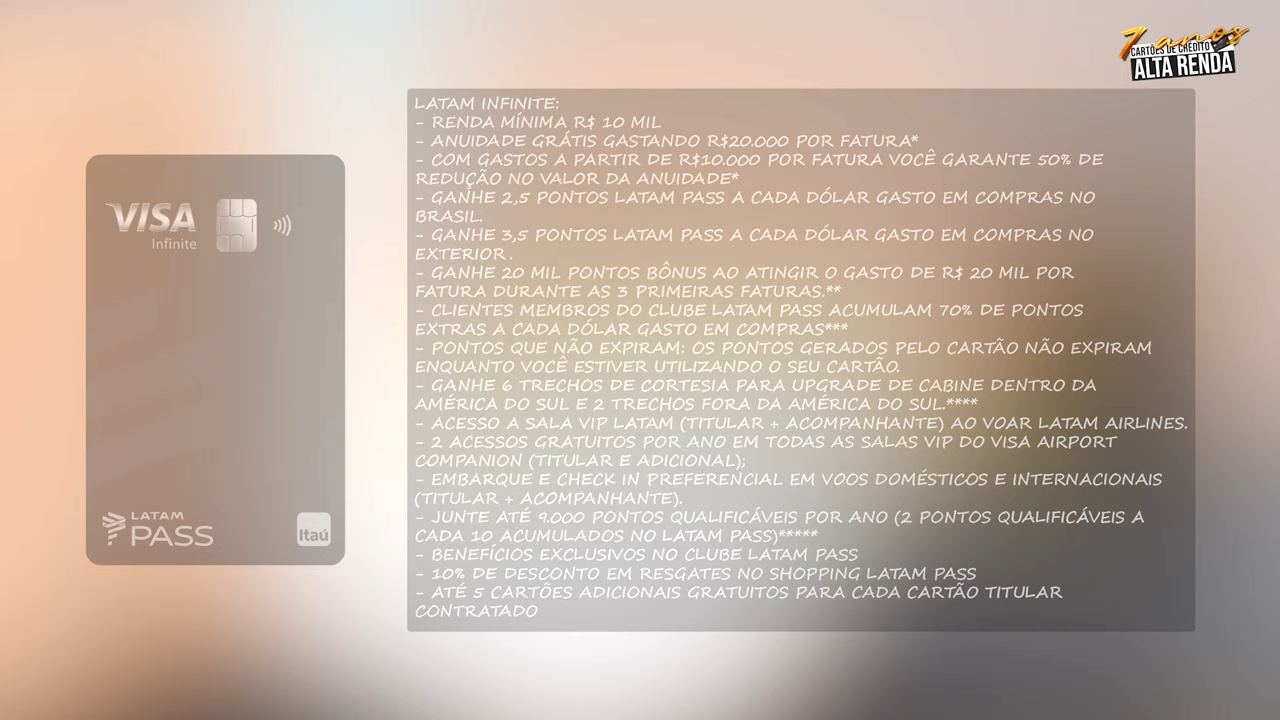 7 anos
CARTÕES DE CRÉDITO
ALTA RENDA
VISA
Infinite
LATAM
PASS
Itaú
LATAM INFINITE:
- RENDA MÍNIMA R$ 10 MIL
- ANUIDADE GRÁTIS GASTANDO R$20.000 POR FATURA*
- COM GASTOS A PARTIR DE R$10.000 POR FATURA VOCÊ GARANTE 50% DE
REDUÇÃO NO VALOR DA ANUIDADE*
- GANHE 2,5 PONTOS LATAM PASS A CADA DÓLAR GASTO EM COMPRAS NO
BRASIL.
- GANHE 3,5 PONTOS LATAM PASS A CADA DÓLAR GASTO EM COMPRAS NO
EXTERIOR.
- GANHE 20 MIL PONTOS BÔNUS AO ATINGIR O GASTO DE R$ 20 MIL POR
FATURA DURANTE AS 3 PRIMEIRAS FATURAS.**
- CLIENTES MEMBROS DO CLUBE LATAM PASS ACUMULAM 70% DE PONTOS
EXTRAS A CADA DÓLAR GASTO EM COMPRAS***
- PONTOS QUE NÃO EXPIRAM: OS PONTOS GERADOS PELO CARTÃO NÃO EXPIRAM
ENQUANTO VOCÊ ESTIVER UTILIZANDO O SEU CARTÃO.
- GANHE 6 TRECHOS DE CORTESIA PARA UPGRADE DE CABINE DENTRO DA
AMÉRICA DO SUL E 2 TRECHOS FORA DA AMÉRICA DO SUL.****
- ACESSO A SALA VIP LATAM (TITULAR + ACOMPANHANTE) AO VOAR LATAM AIRLINES.
- 2 ACESSOS GRATUITOS POR ANO EM TODAS AS SALAS VIP DO VISA AIRPORT
COMPANION (TITULAR E ADICIONAL);
- EMBARQUE E CHECK IN PREFERENCIAL EM VOOS DOMÉSTICOS E INTERNACIONAIS
(TITULAR + ACOMPANHANTE).
- JUNTE ATÉ 9.000 PONTOS QUALIFICÁVEIS POR ANO (2 PONTOS QUALIFICÁVEIS A
CADA 10 ACUMULADOS NO LATAM PASS)*****
- BENEFÍCIOS EXCLUSIVOS NO CLUBE LATAM PASS
- 10% DE DESCONTO EM RESGATES NO SHOPPING LATAM PASS
- ATÉ 5 CARTÕES ADICIONAIS GRATUITOS PARA CADA CARTÃO TITULAR
CONTRATADO